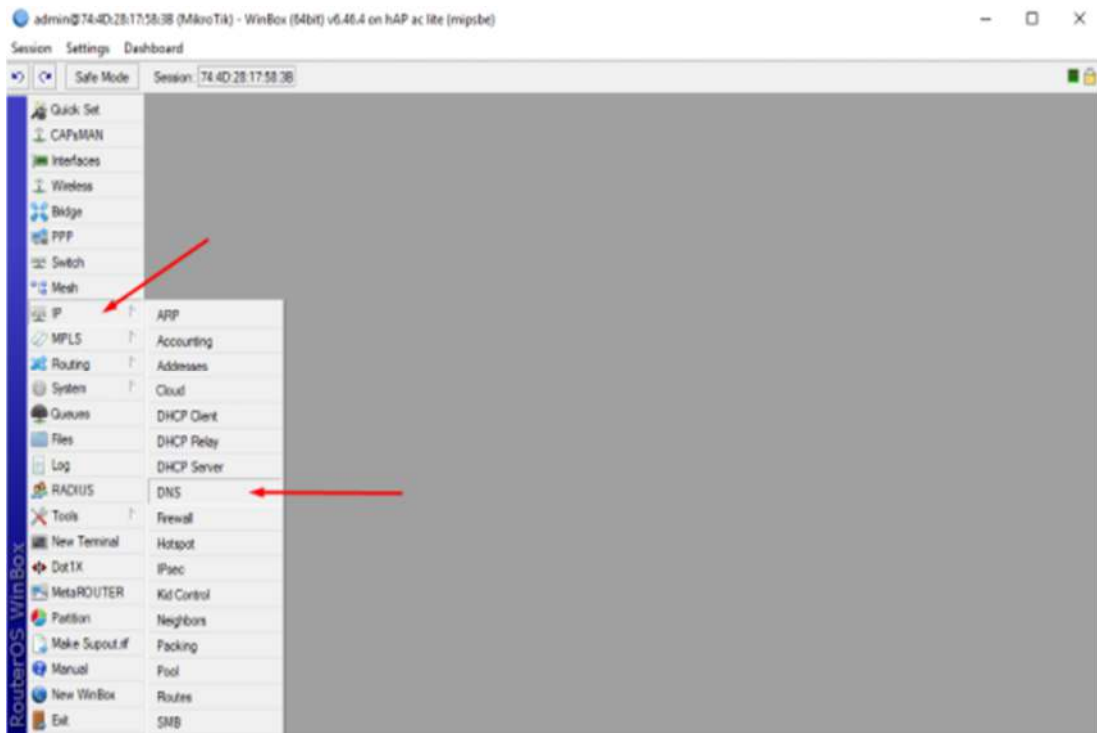 admin@74:4D:28:17:58:3B (MikroTik) - WinBox (64bit) v6.46.4 on hAP ac lite (mipsbe)
Session Settings Dashboard
Safe Mode Session: 74:4D:28:17:58:3B
Quick Set
CAPsMAN
Interfaces
Wireless
Bridge
PPP
Switch
Mesh
IP
MPLS
Routing
System
Queues
Files
Log
RADIUS
Tools
New Terminal
Dot1X
MetaROUTER
Partition
Make Supout.rif
Manual
New WinBox
Exit
ARP
Accounting
Addresses
Cloud
DHCP Client
DHCP Relay
DHCP Server
DNS
Firewall
Hotspot
IPsec
Kid Control
Neighbors
Packing
Pool
Routes
SMB
RouterOS WinBox